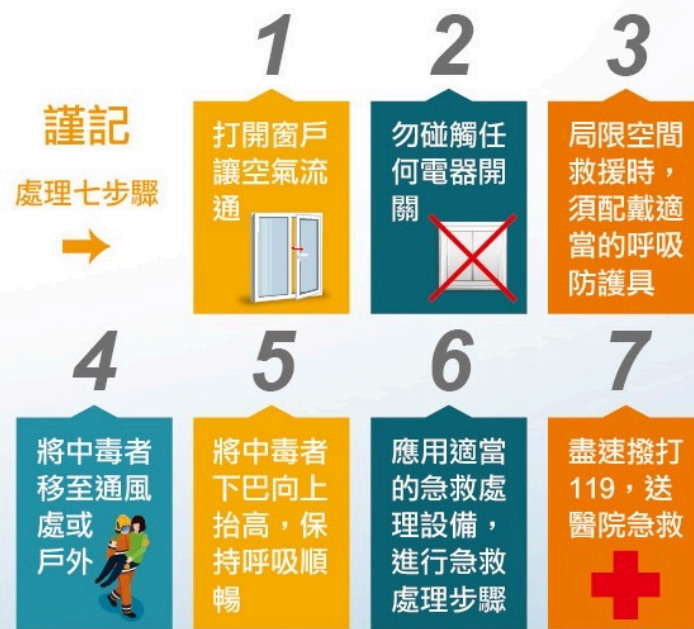 謹記
處理七步驟
1
打開窗戶
讓空氣流
通
2
勿碰觸任
何電器開
關
3
局限空間
救援時，
須配戴適
當的呼吸
防護具
4
將中毒者
移至通風
處或
戶外
5
將中毒者
下巴向上
抬高，保
持呼吸順
暢
6
應用適當
的急救處
理設備，
進行急救
處理步驟
7
盡速撥打
119，送
醫院急救